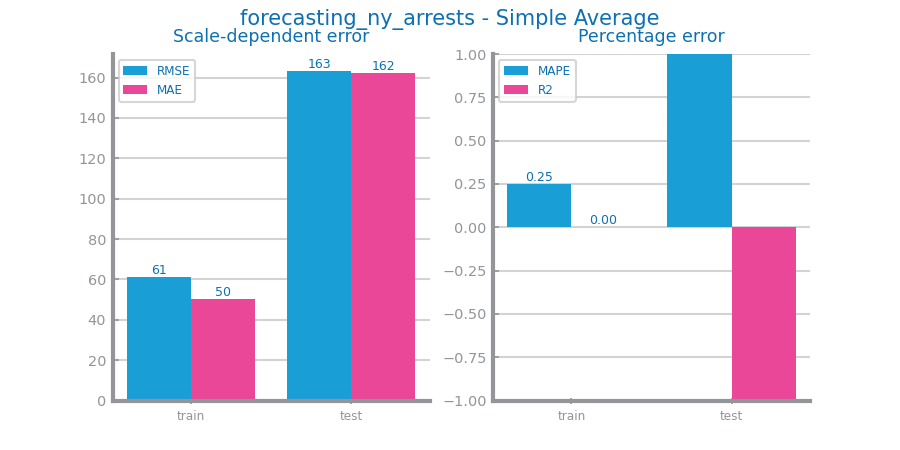 forecasting_ny_arrests - Simple Average
Scale-dependent error
RMSE
MAE
163
162
61
50
160
140
120
100
80
60
40
20
0
train
test
Percentage error
MAPE
R2
0.25
0.00
1.00
0.75
0.50
0.25
0.00
−0.25
−0.50
−0.75
−1.00
train
test